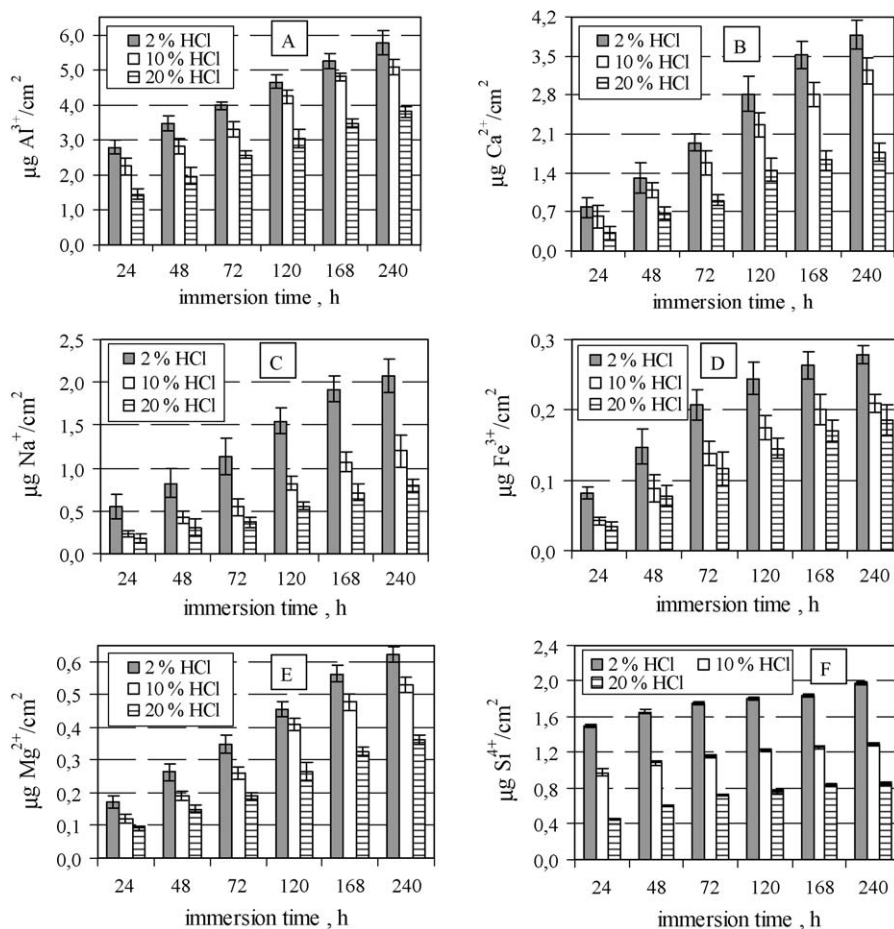 A
2 % HCl
10 % HCl
20 % HCl
µg Al3+/cm2
6,0
5,0
4,0
3,0
2,0
1,0
0,0
24 48 72 120 168 240
immersion time , h
B
2 % HCl
10 % HCl
20 % HCl
µg Ca2+/cm2
4,2
3,5
2,8
2,1
1,4
0,7
0,0
24 48 72 120 168 240
immersion time , h
C
2 % HCl
10 % HCl
20 % HCl
µg Na+/cm2
2,5
2,0
1,5
1,0
0,5
0,0
24 48 72 120 168 240
immersion time , h
D
2 % HCl
10 % HCl
20 % HCl
µg Fe3+/cm2
0,3
0,2
0,1
0,0
24 48 72 120 168 240
immersion time , h
E
2 % HCl
10 % HCl
20 % HCl
µg Mg2+/cm2
0,6
0,5
0,4
0,3
0,2
0,1
0,0
24 48 72 120 168 240
immersion time , h
F
2 % HCl 10 % HCl
20 % HCl
µg Si4+/cm2
2,4
2,0
1,6
1,2
0,8
0,4
0,0
24 48 72 120 168 240
immersion time , h